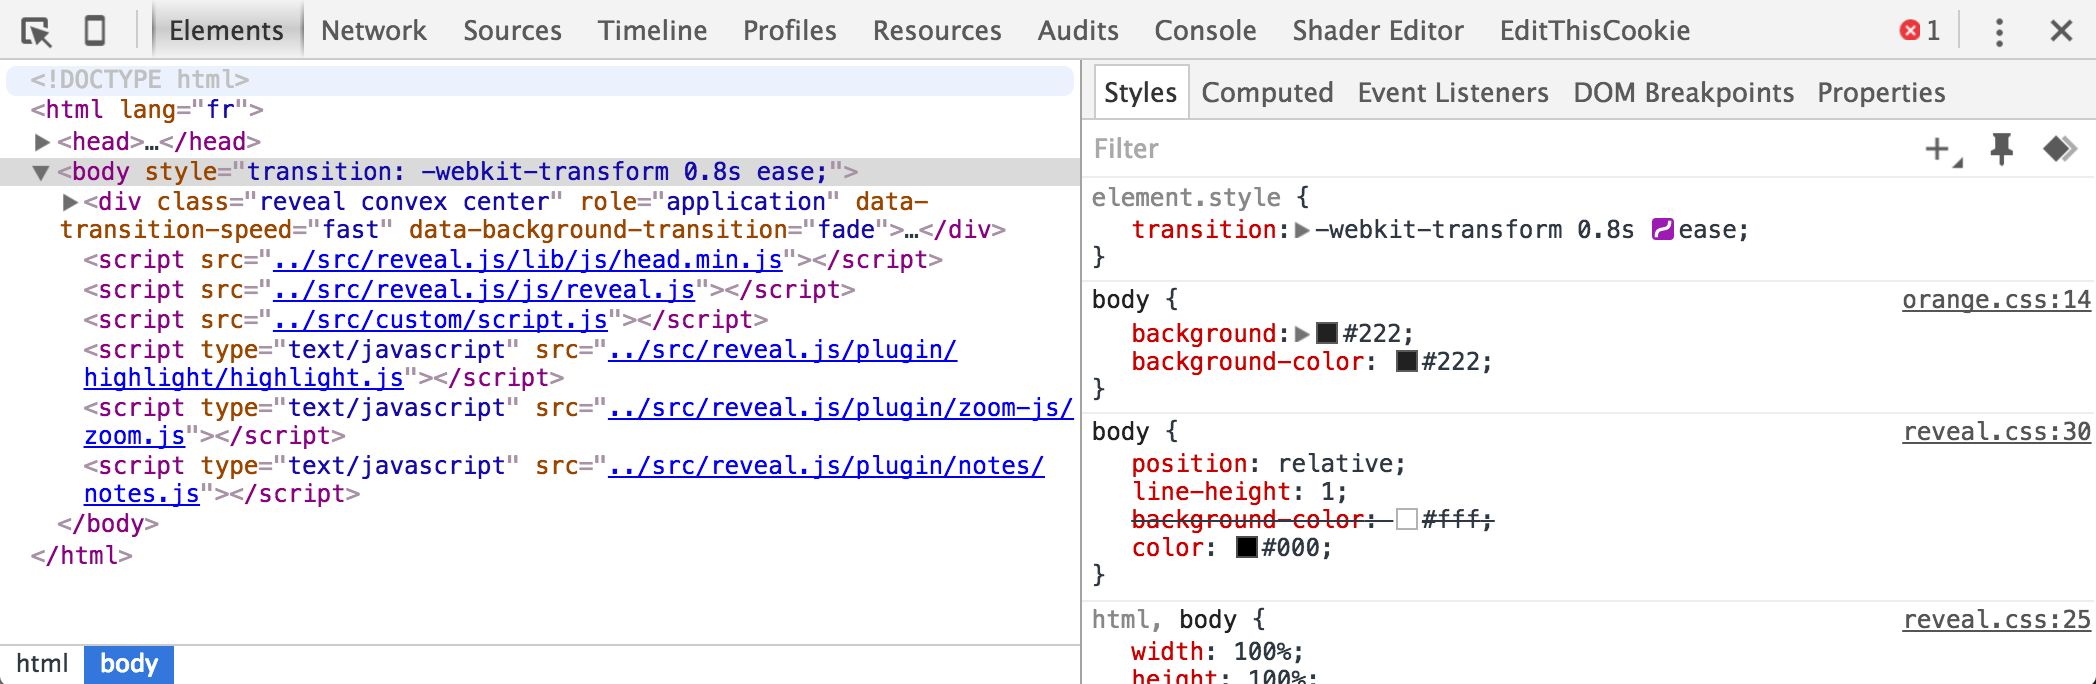 Elements Network Sources Timeline Profiles Resources Audits Console Shader Editor EditThisCookie 1
<!DOCTYPE html>
<html lang="fr">
<head>…</head>
<body style="transition: -webkit-transform 0.8s ease;">
<div class="reveal convex center" role="application" data-
transition-speed="fast" data-background-transition="fade">…</div>
<script src="../src/reveal.js/lib/js/head.min.js"></script>
<script src="../src/reveal.js/js/reveal.js"></script>
<script src="../src/custom/script.js"></script>
<script type="text/javascript" src="../src/reveal.js/plugin/
highlight/highlight.js"></script>
<script type="text/javascript" src="../src/reveal.js/plugin/zoom-js/
zoom.js"></script>
<script type="text/javascript" src="../src/reveal.js/plugin/notes/
notes.js"></script>
</body>
</html>
html body
Styles Computed Event Listeners DOM Breakpoints Properties
Filter
element.style {
transition: -webkit-transform 0.8s ease;
}
body { orange.css:14
background: #222;
background-color: #222;
}
body { reveal.css:30
position: relative;
line-height: 1;
background-color: #fff;
color: #000;
}
html, body { reveal.css:25
width: 100%;
height: 100%;